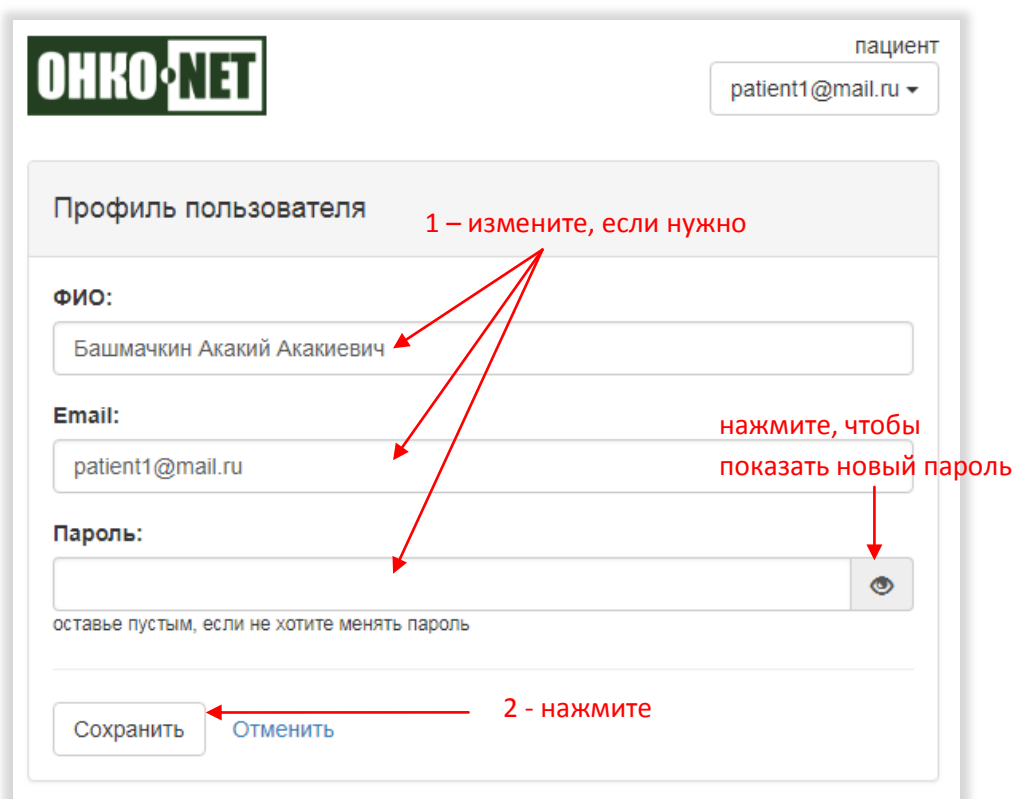 ОНКО•NET
пациент
patient1@mail.ru
Профиль пользователя
1 – измените, если нужно
ФИО:
Башмачкин Акакий Акакиевич
Email:
patient1@mail.ru
нажмите, чтобы
показать новый пароль
Пароль:
оставье пустым, если не хотите менять пароль
Сохранить Отменить
2 - нажмите